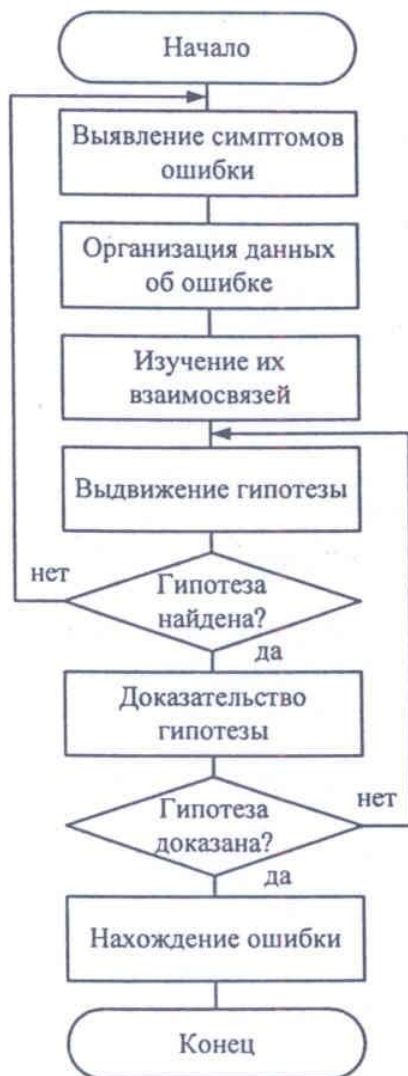 Начало
Выявление симптомов
ошибки
Организация данных
об ошибке
Изучение их
взаимосвязей
Выдвижение гипотезы
нет
Гипотеза
найдена?
да
Доказательство
гипотезы
Гипотеза
доказана?
нет
да
Нахождение ошибки
Конец